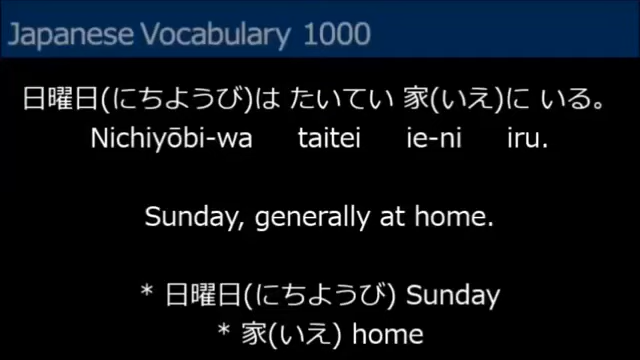 Japanese Vocabulary 1000
日曜日(にちようび)は たいてい 家(いえ)に いる。
Nichiyōbi-wa taitei ie-ni iru.
Sunday, generally at home.
* 日曜日(にちようび) Sunday
* 家(いえ) home